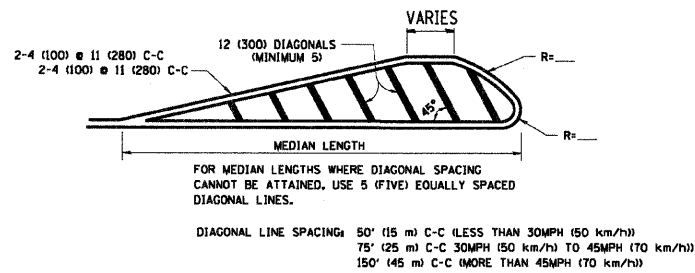 VARIES
12 (300) DIAGONALS
(MINIMUM 5)
2-4 (100) @ 11 (280) C-C
2-4 (100) @ 11 (280) C-C
R=__
45°
R=__
MEDIAN LENGTH
FOR MEDIAN LENGTHS WHERE DIAGONAL SPACING
CANNOT BE ATTAINED, USE 5 (FIVE) EQUALLY SPACED
DIAGONAL LINES.
DIAGONAL LINE SPACING: 50' (15 m) C-C (LESS THAN 30MPH (50 km/h))
75' (25 m) C-C 30MPH (50 km/h) TO 45MPH (70 km/h))
150' (45 m) C-C (MORE THAN 45MPH (70 km/h))